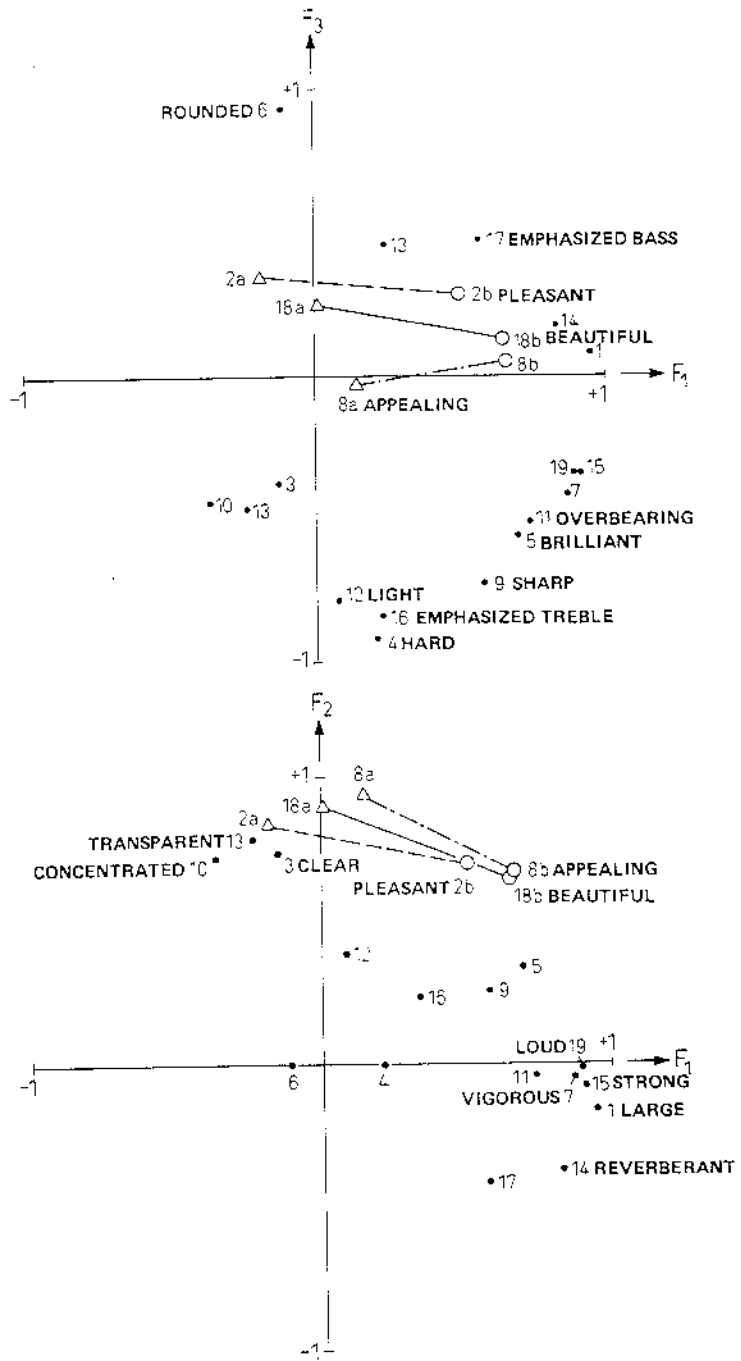 F3
+1
ROUNDED 6
13
17 EMPHASIZED BASS
2a
2b PLEASANT
18a
14
18b BEAUTIFUL
1
8b
-1
+1
F1
8a APPEALING
3
19
15
10
13
7
11 OVERBEARING
5 BRILLIANT
9 SHARP
12 LIGHT
16 EMPHASIZED TREBLE
4 HARD
-1
F2
+1
8a
18a
2a
TRANSPARENT 13
CONCENTRATED 10
3 CLEAR
8b APPEALING
PLEASANT 2b
18b BEAUTIFUL
12
5
16
9
LOUD 19
+1
F1
-1
6
4
11
15 STRONG
VIGOROUS 7
1 LARGE
14 REVERBERANT
17
-1